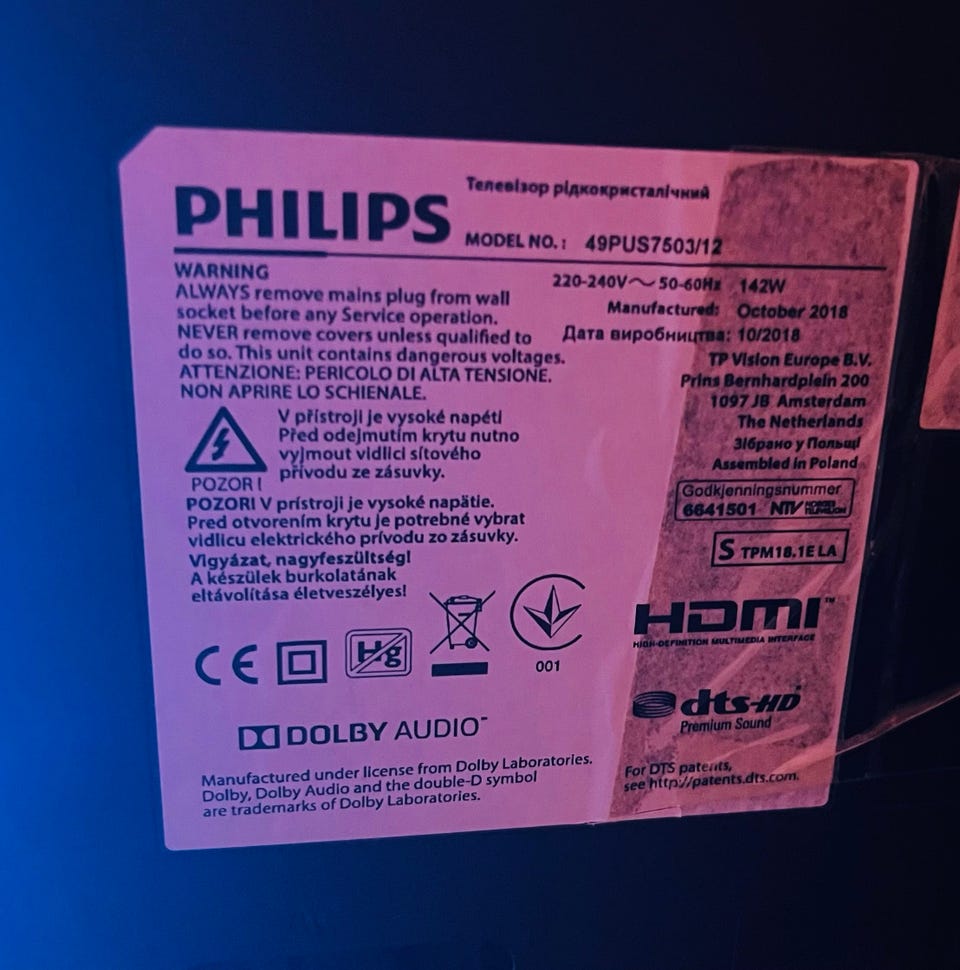 PHILIPS
Телевізор рідкокристалічний
MODEL NO.: 49PUS7503/12
WARNING
ALWAYS remove mains plug from wall
socket before any Service operation.
NEVER remove covers unless qualified to
do so. This unit contains dangerous voltages.
ATTENZIONE: PERICOLO DI ALTA TENSIONE.
NON APRIRE LO SCHIENALE.
V přístroji je vysoké napětí
Před odejmutím krytu nutno
vyjmout vidlici síťového
přívodu ze zásuvky.
POZOR!
POZOR! V prístroji je vysoké napätie.
Pred otvorením krytu je potrebné vybrat
vidlicu elektrického prívodu zo zásuvky.
Vigyázat, nagyfeszültség!
A készülek burkolatának
eltávolítása életveszélyes!
220-240V~ 50-60Hz 142W
Manufactured: October 2018
Дата виробництва: 10/2018
TP Vision Europe B.V.
Prins Bernhardplein 200
1097 JB Amsterdam
The Netherlands
Зібрано у Польщі
Assembled in Poland
Godkjenningsnummer
6641501 NTV NORGES TELEVISJON
S TPM18.1E LA
CE
Hg
001
HDMI™
HIGH-DEFINITION MULTIMEDIA INTERFACE
dts-HD
Premium Sound
DOLBY AUDIO™
Manufactured under license from Dolby Laboratories.
Dolby, Dolby Audio and the double-D symbol
are trademarks of Dolby Laboratories.
For DTS patents,
see http://patents.dts.com.